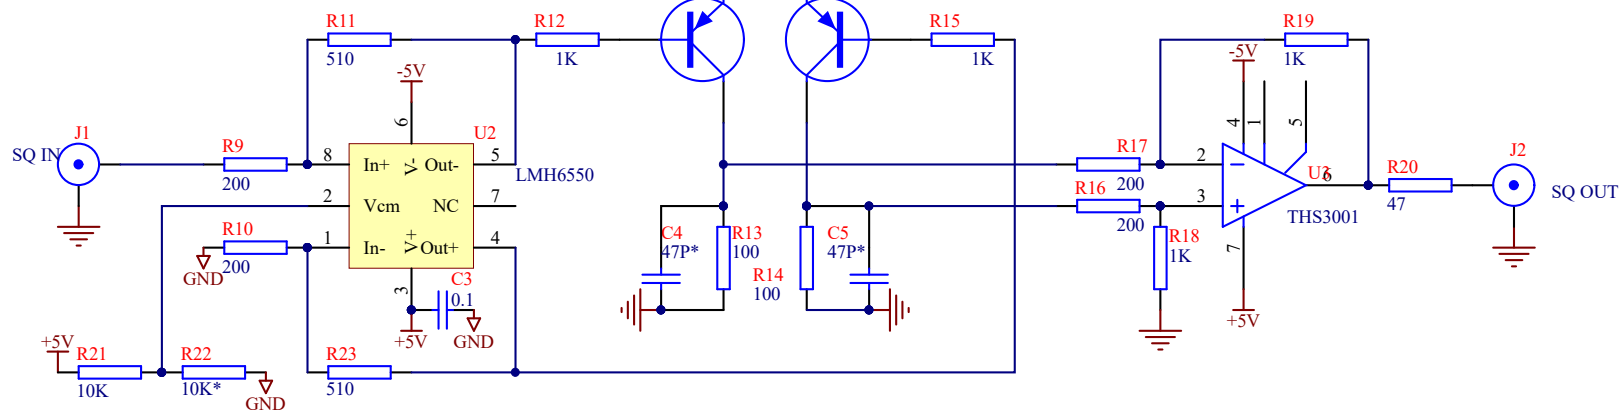 R11
510
R12
1K
R15
1K
R19
1K
-5V
-5V
J1
SQ IN
R9
200
8
In+
V-
6
Out-
5
U2
LMH6550
2
Vcm
NC
7
R10
200
GND
1
In-
V+
Out+
4
3
C3
0.1
+5V
GND
+5V
R21
10K
R22
10K*
GND
R23
510
C4
47P*
R13
100
R14
100
C5
47P*
R17
200
R16
200
R18
1K
2
3
4
1
5
7
6
U3
THS3001
+5V
R20
47
J2
SQ OUT